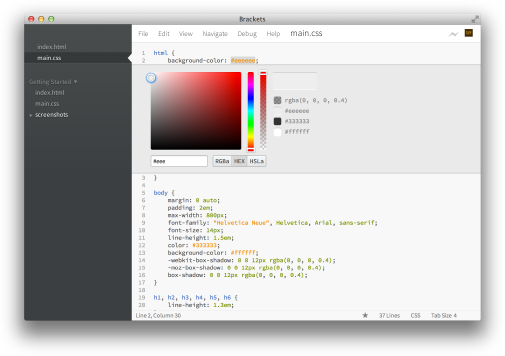 Brackets
File Edit View Navigate Debug Help main.css
index.html
main.css
Getting Started
index.html
main.css
screenshots
1 html {
2 background-color: #eeeeee;
rgba(0, 0, 0, 0.4)
#eeeeee
#333333
#ffffff
#eee RGBa HEX HSLa
3 }
4
5 body {
6 margin: 0 auto;
7 padding: 2em;
8 max-width: 800px;
9 font-family: "Helvetica Neue", Helvetica, Arial, sans-serif;
10 font-size: 14px;
11 line-height: 1.5em;
12 color: #333333;
13 background-color: #ffffff;
14 -webkit-box-shadow: 0 0 12px rgba(0, 0, 0, 0.4);
15 -moz-box-shadow: 0 0 12px rgba(0, 0, 0, 0.4);
16 box-shadow: 0 0 12px rgba(0, 0, 0, 0.4);
17 }
18
19 h1, h2, h3, h4, h5, h6 {
20 line-height: 1.3em;
Line 2, Column 30 37 Lines CSS Tab Size 4